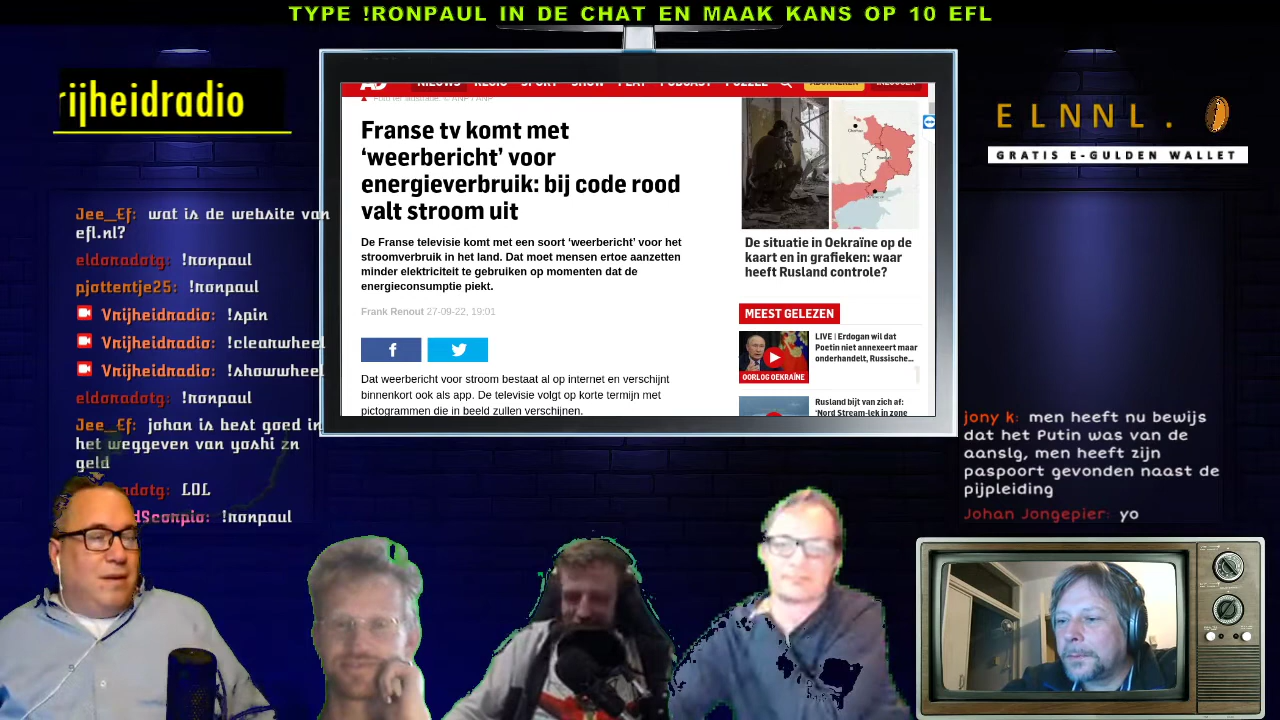 TYPE !RONPAUL IN DE CHAT EN MAAK KANS OP 10 EFL
rijheidradio
Jee_Ef: wat is de website van
efl.nl?
eldoradotg: !ronpaul
pjottertje25: !ronpaul
Vrijheidradio: !spin
Vrijheidradio: !clearwheel
Vrijheidradio: !showwheel
eldoradotg: !ronpaul
Jee_Ef: johan is best goed in
het weggeven van yoshi zn
geld
adotg: LOL
dScorpio: !ronpaul
AD NIEUWS REGIO SPORT SHOW PLAY PODCAST PUZZEL
Franse tv komt met
‘weerbericht’ voor
energieverbruik: bij code rood
valt stroom uit
De Franse televisie komt met een soort ‘weerbericht’ voor het
stroomverbruik in het land. Dat moet mensen ertoe aanzetten
minder elektriciteit te gebruiken op momenten dat de
energieconsumptie piekt.
Frank Renout 27-09-22, 19:01
Dat weerbericht voor stroom bestaat al op internet en verschijnt
binnenkort ook als app. De televisie volgt op korte termijn met
pictogrammen die in beeld zullen verschijnen.
De situatie in Oekraïne op de
kaart en in grafieken: waar
heeft Rusland controle?
MEEST GELEZEN
LIVE | Erdogan wil dat
Poetin niet annexeert maar
onderhandelt, Russische...
OORLOG OEKRAÏNE
1
Rusland bijt van zich af:
‘Nord Stream-lek in zone
ELNNL.
GRATIS E-GULDEN WALLET
jony k: men heeft nu bewijs
dat het Putin was van de
aanslg, men heeft zijn
paspoort gevonden naast de
pijpleiding
Johan Jongepier: yo